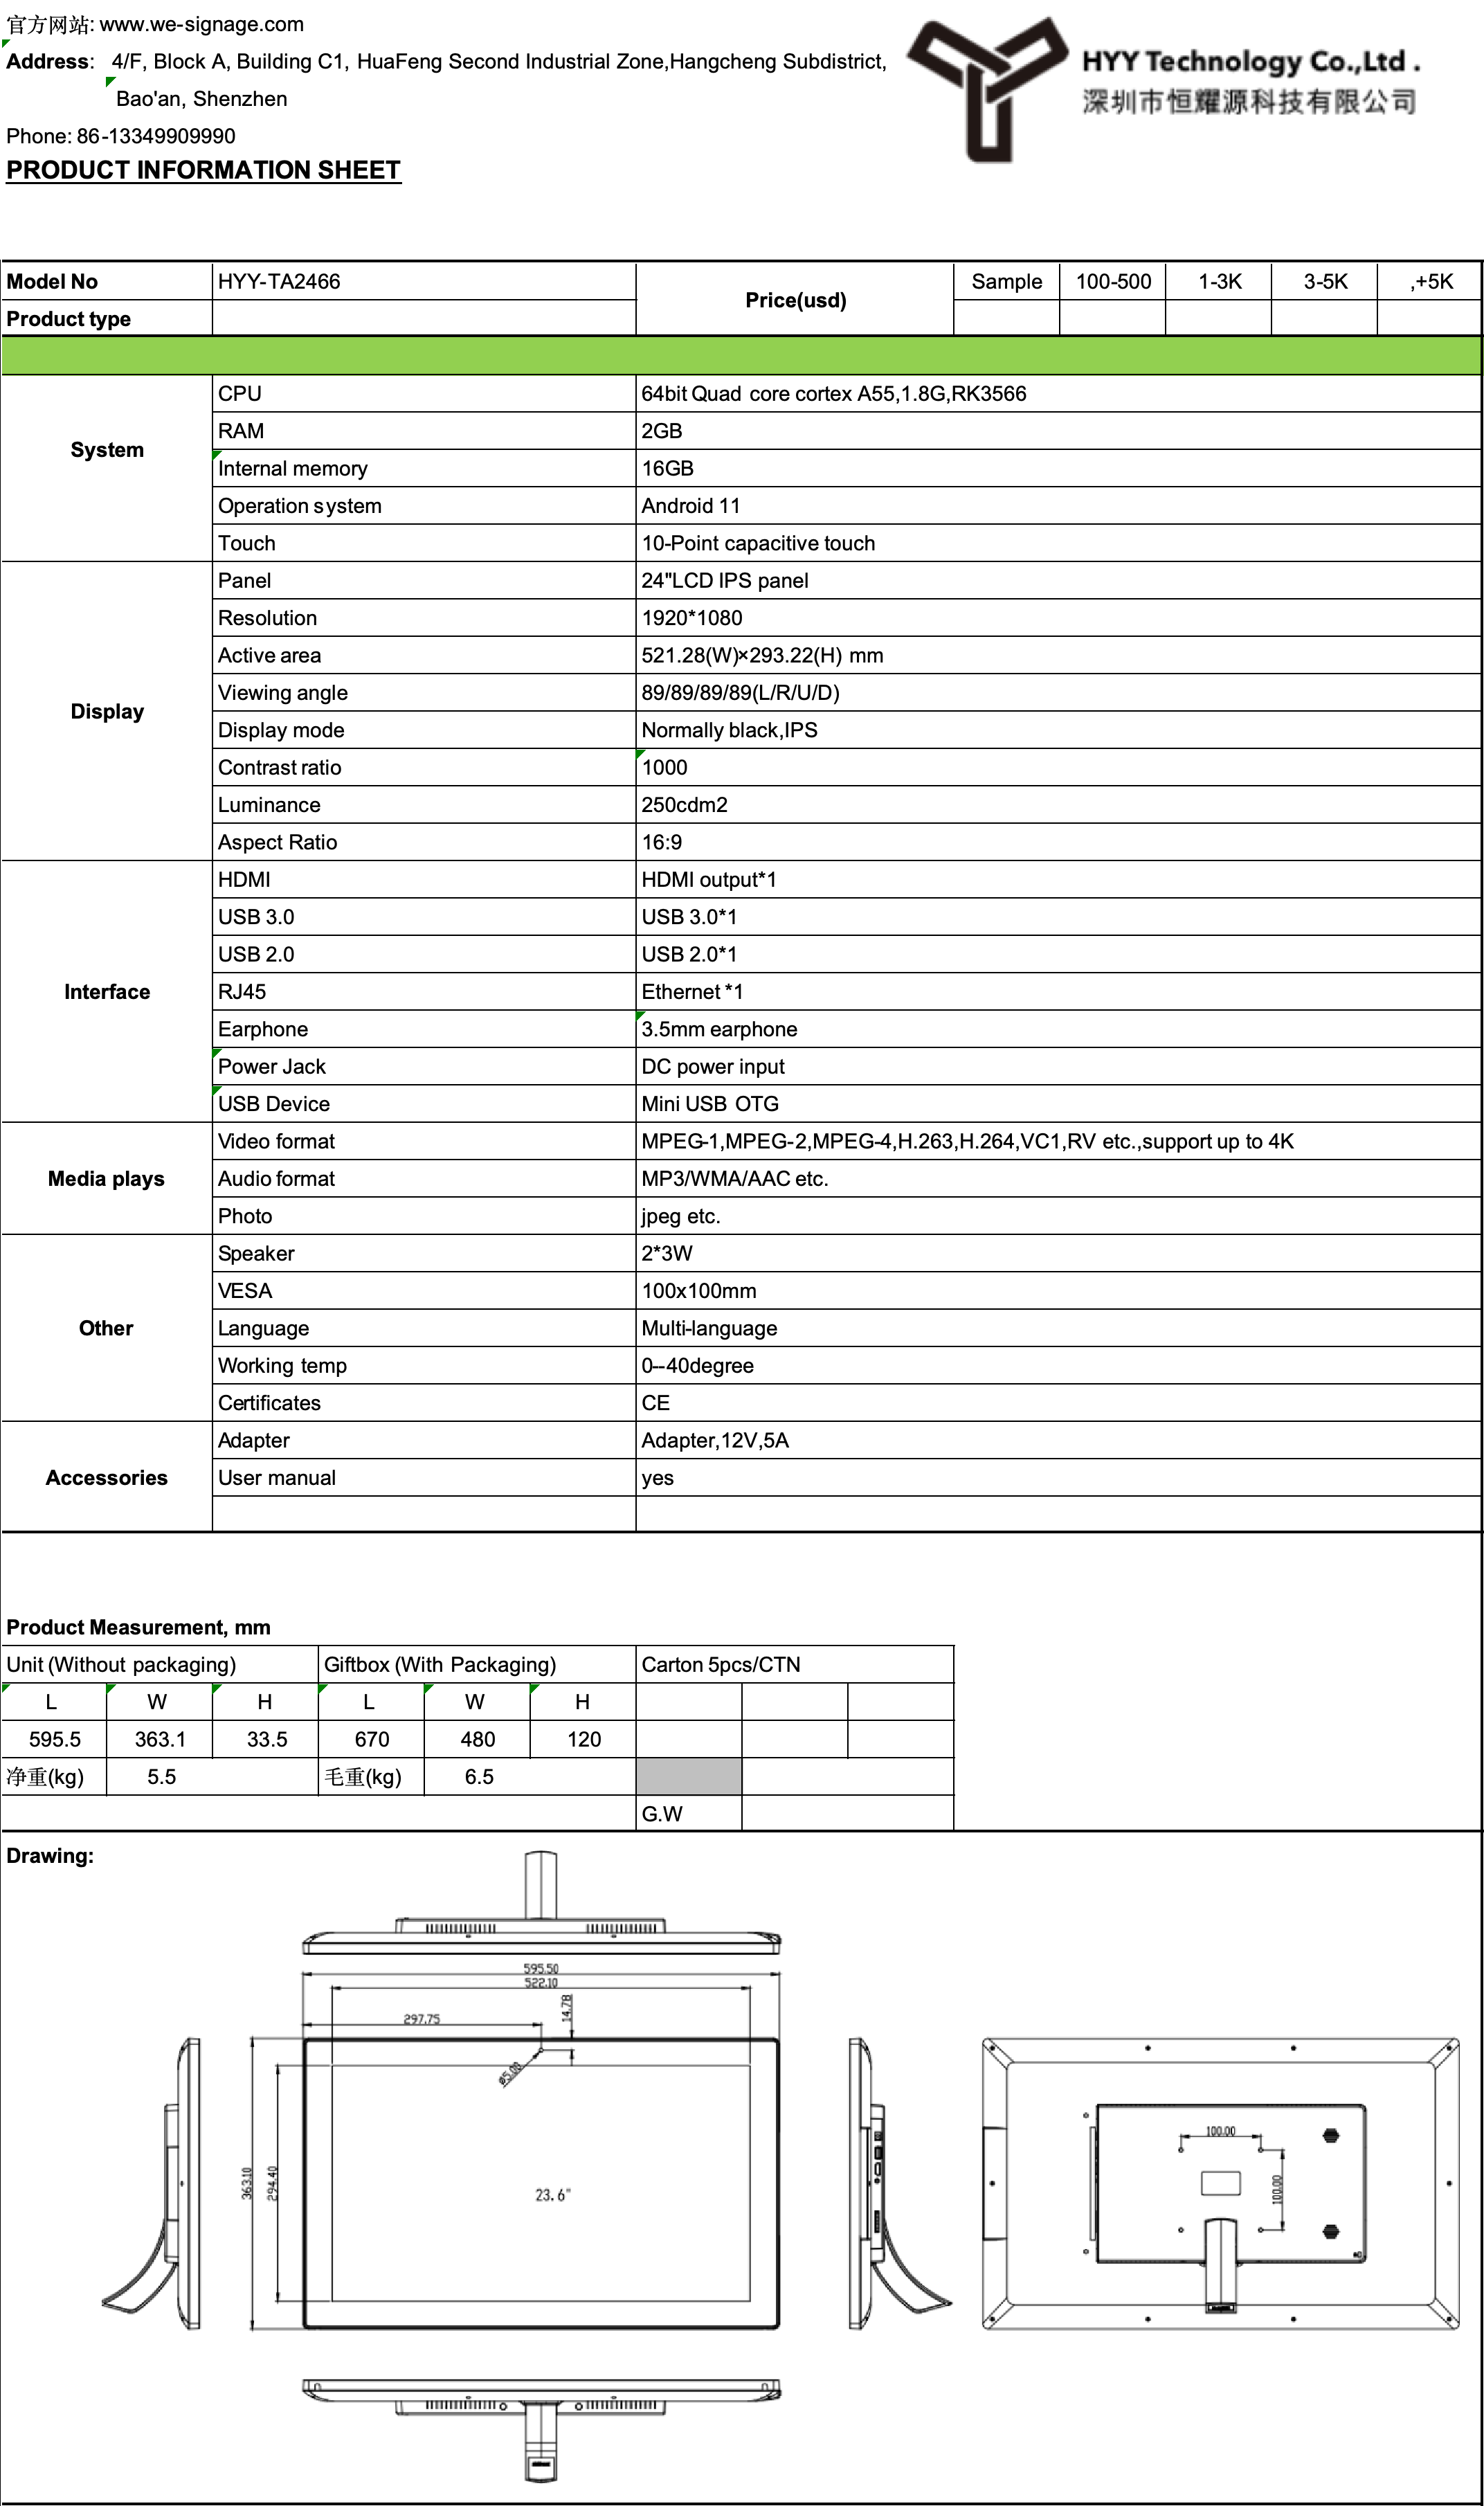 官方网站: www.we-signage.com
Address: 4/F, Block A, Building C1, HuaFeng Second Industrial Zone,Hangcheng Subdistrict,
Bao'an, Shenzhen
Phone: 86-13349909990
PRODUCT INFORMATION SHEET
HYY Technology Co.,Ltd .
深圳市恒耀源科技有限公司
Model No HYY-TA2466 Price(usd) Sample 100-500 1-3K 3-5K ,+5K
Product type
System
CPU 64bit Quad core cortex A55,1.8G,RK3566
RAM 2GB
Internal memory 16GB
Operation system Android 11
Touch 10-Point capacitive touch
Display
Panel 24"LCD IPS panel
Resolution 1920*1080
Active area 521.28(W)×293.22(H) mm
Viewing angle 89/89/89/89(L/R/U/D)
Display mode Normally black,IPS
Contrast ratio 1000
Luminance 250cdm2
Aspect Ratio 16:9
Interface
HDMI HDMI output*1
USB 3.0 USB 3.0*1
USB 2.0 USB 2.0*1
RJ45 Ethernet *1
Earphone 3.5mm earphone
Power Jack DC power input
USB Device Mini USB OTG
Media plays
Video format MPEG-1,MPEG-2,MPEG-4,H.263,H.264,VC1,RV etc.,support up to 4K
Audio format MP3/WMA/AAC etc.
Photo jpeg etc.
Other
Speaker 2*3W
VESA 100x100mm
Language Multi-language
Working temp 0--40degree
Certificates CE
Accessories
Adapter Adapter,12V,5A
User manual yes
Product Measurement, mm
Unit (Without packaging) Giftbox (With Packaging) Carton 5pcs/CTN
L W H L W H
595.5 363.1 33.5 670 480 120
净重(kg) 5.5 毛重(kg) 6.5
G.W
Drawing:
595.50
522.10
297.75
14.78
ø5.00
363.10
294.40
23.6"
100.00
100.00